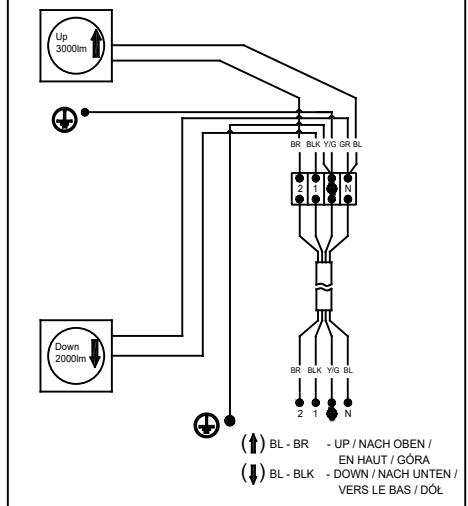 Up
3000lm
BR BLK Y/G GR BL
2 1 N
Down
2000lm
BR BLK Y/G BL
2 1 N
(⬆) BL - BR - UP / NACH OBEN /
EN HAUT / GÓRA
(⬇) BL - BLK - DOWN / NACH UNTEN /
VERS LE BAS / DÓŁ